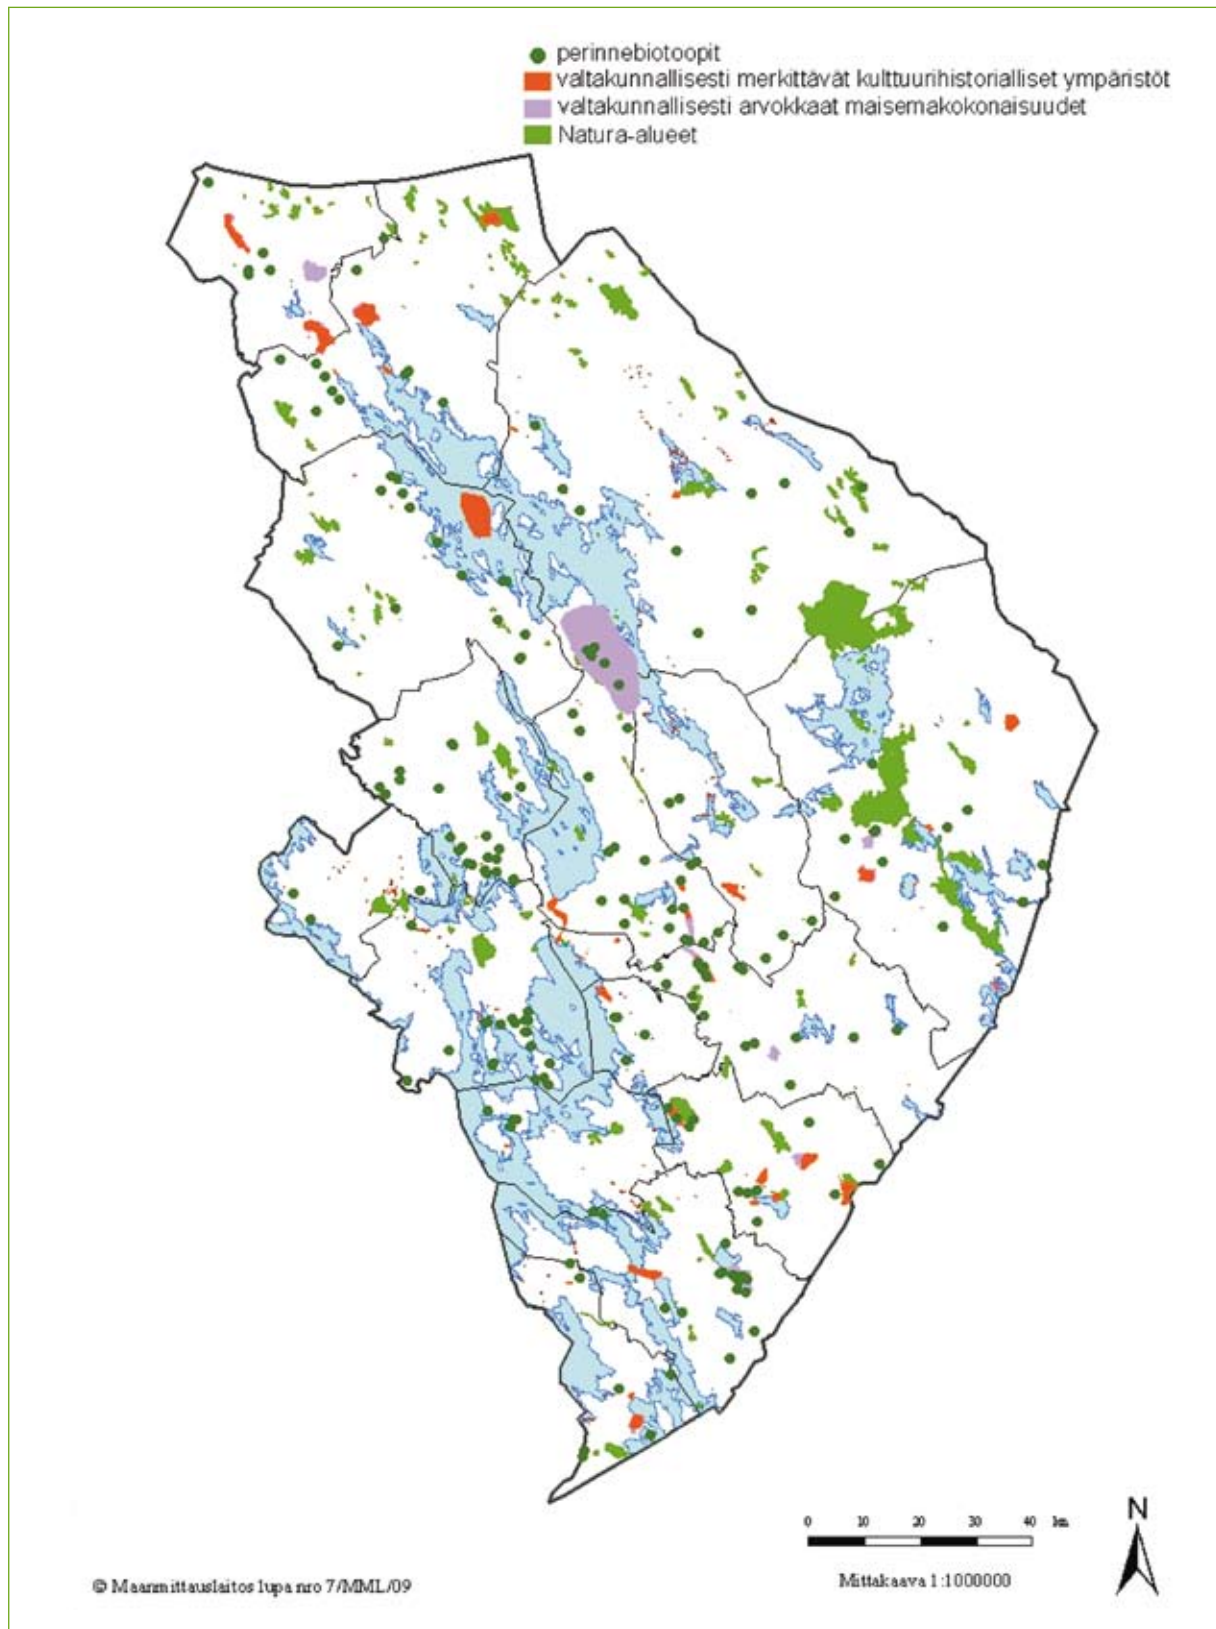 perinnebiotoopit
valtakunnallisesti merkittävät kulttuurihistorialliset ympäristöt
valtakunnallisesti arvokkaat maisemakokonaisuudet
Natura-alueet
N
0 10 20 30 40 km
Mittakaava 1:1000000
© Maanmittauslaitos lupa nro 7/MML/09